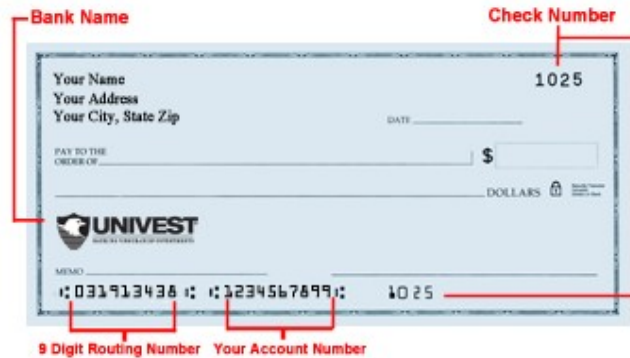 Bank Name
Check Number
Your Name
1025
Your Address
Your City, State Zip
DATE
PAY TO THE
ORDER OF
$
DOLLARS
UNIVEST
MEMO
⑆031913438⑆ ⑆1234567899⑆ 1025
9 Digit Routing Number Your Account Number